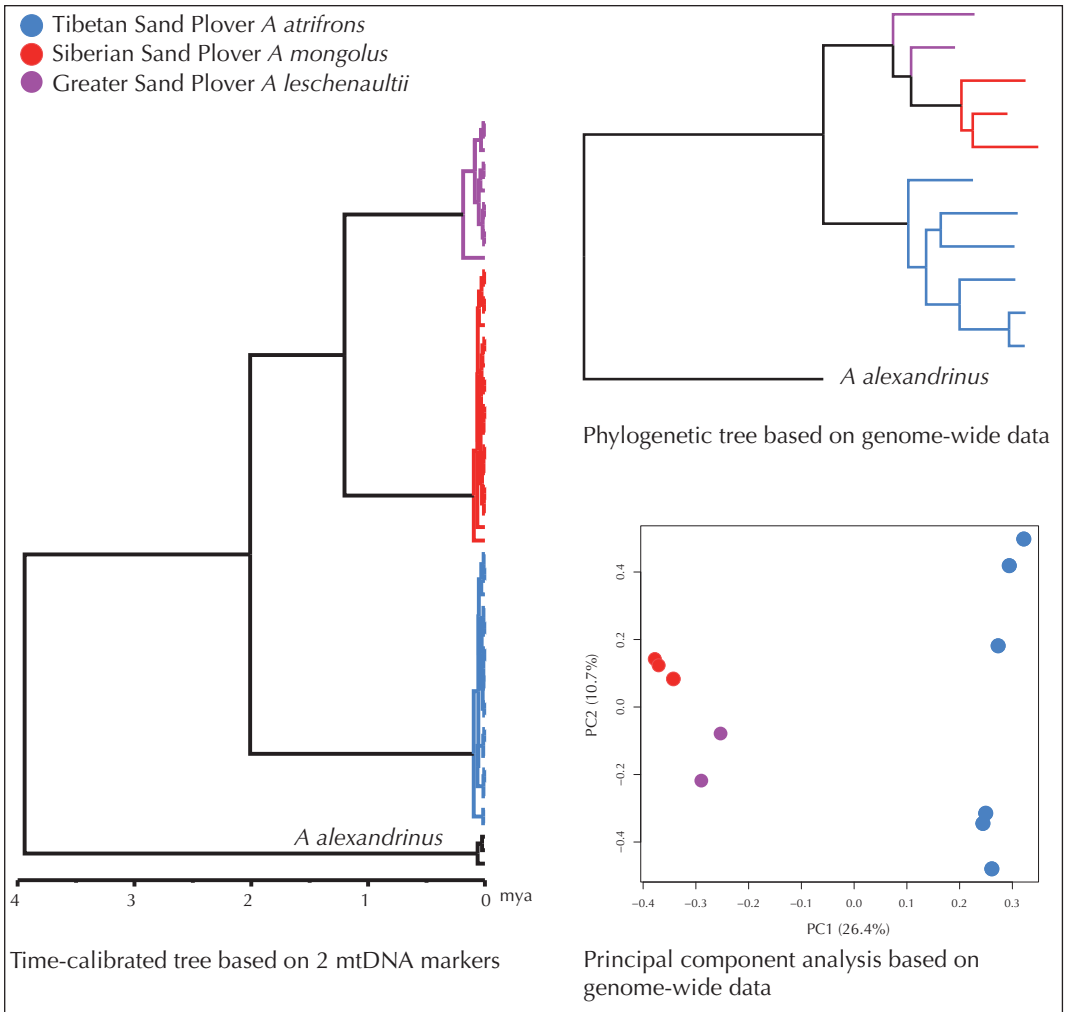 Tibetan Sand Plover A atrifrons
Siberian Sand Plover A mongolus
Greater Sand Plover A leschenaultii
A alexandrinus
4 3 2 1 0 mya
Time-calibrated tree based on 2 mtDNA markers
A alexandrinus
Phylogenetic tree based on genome-wide data
PC2 (10.7%)
0.4
0.2
0.0
−0.2
−0.4
−0.4 −0.3 −0.2 −0.1 0.0 0.1 0.2 0.3
PC1 (26.4%)
Principal component analysis based on
genome-wide data